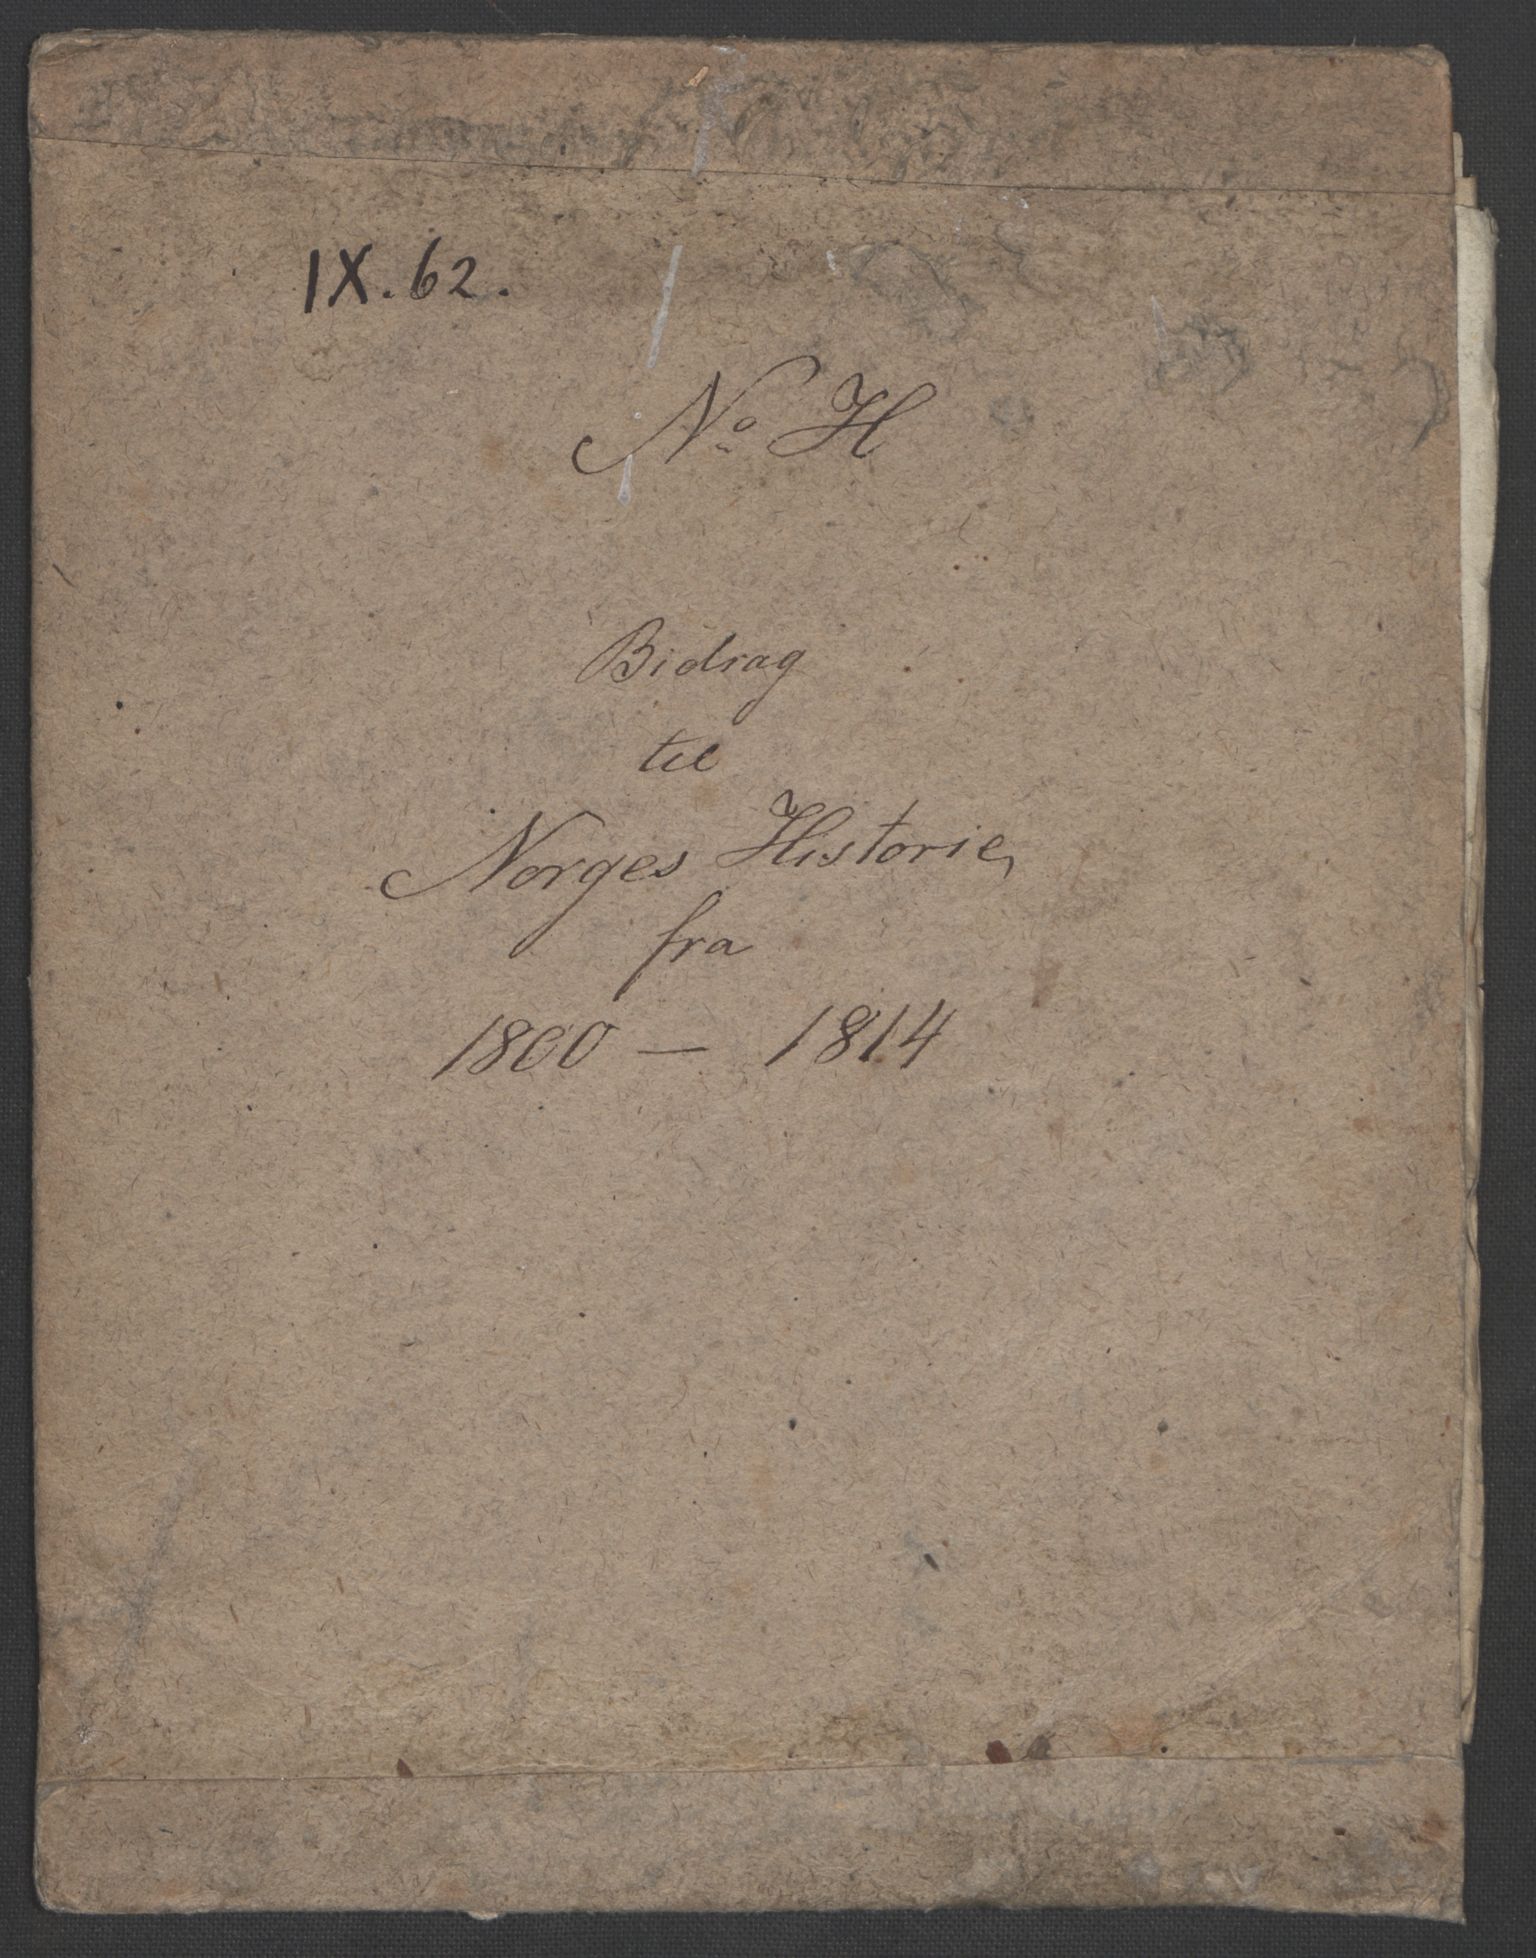 IX.62.
No H
Bidrag
til
Norges Historie,
fra
1800 — 1814